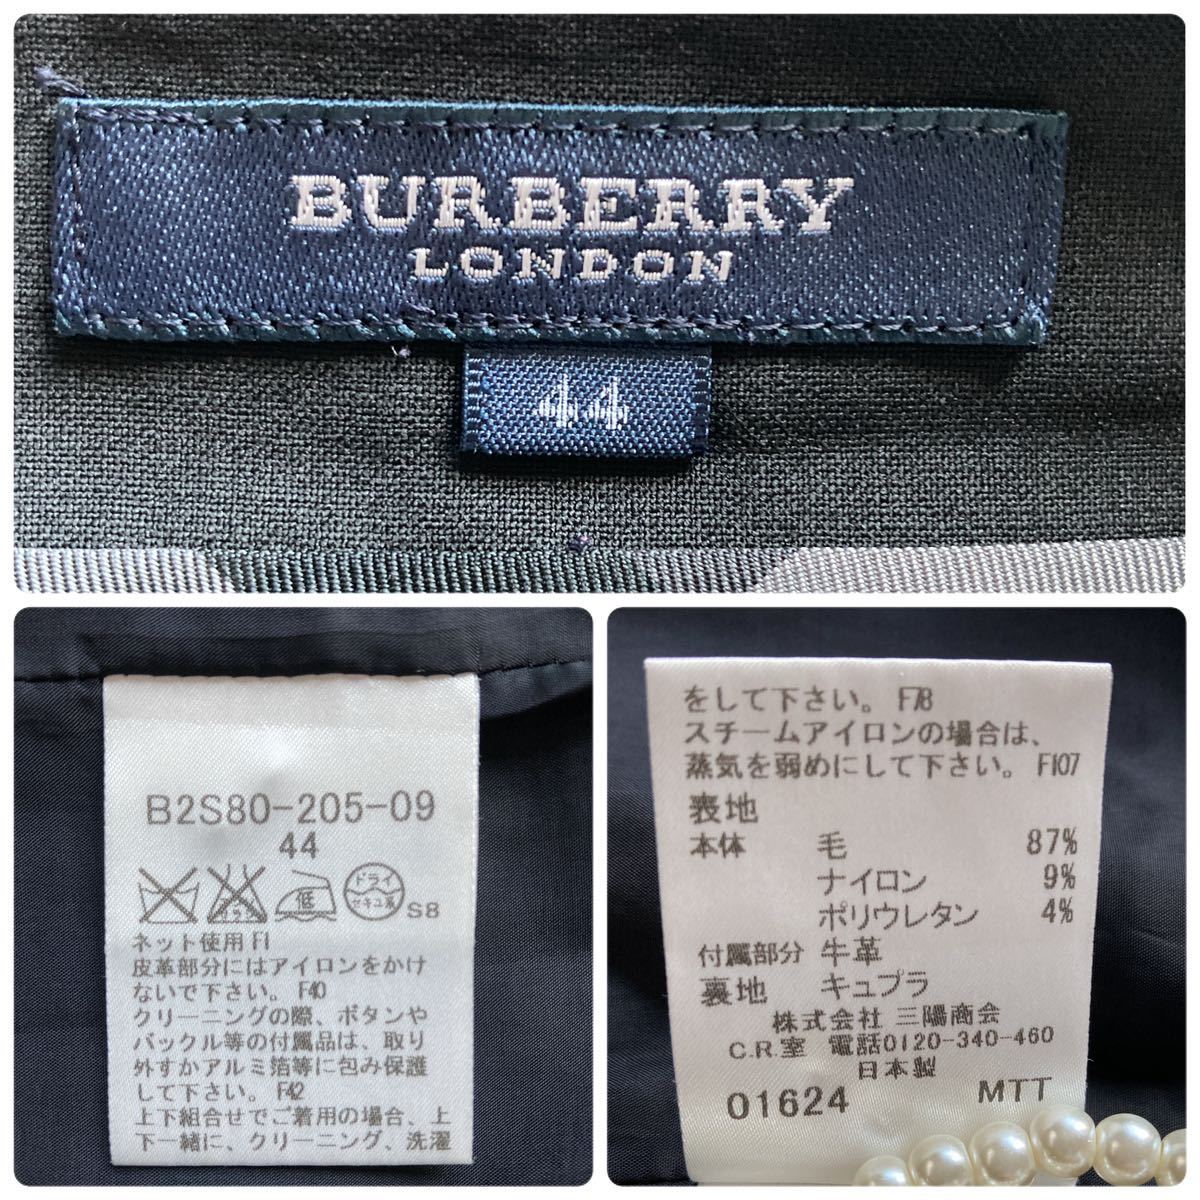 BURBERRY
LONDON
44
B2S80-205-09
44
低
ドライ
セキユ系
S8
ネット使用 F1
皮革部分にはアイロンをかけ
ないで下さい。 F40
クリーニングの際、ボタンや
バックル等の付属品は、取り
外すかアルミ箔等に包み保護
して下さい。 F42
上下組合せでご着用の場合、上
下一緒に、クリーニング、洗濯
をして下さい。 F78
スチームアイロンの場合は、
蒸気を弱めにして下さい。 F107
表地
本体 毛 87%
ナイロン 9%
ポリウレタン 4%
付属部分 牛革
裏地 キュプラ
株式会社 三陽商会
C.R.室 電話0120-340-460
日本製
01624 MTT